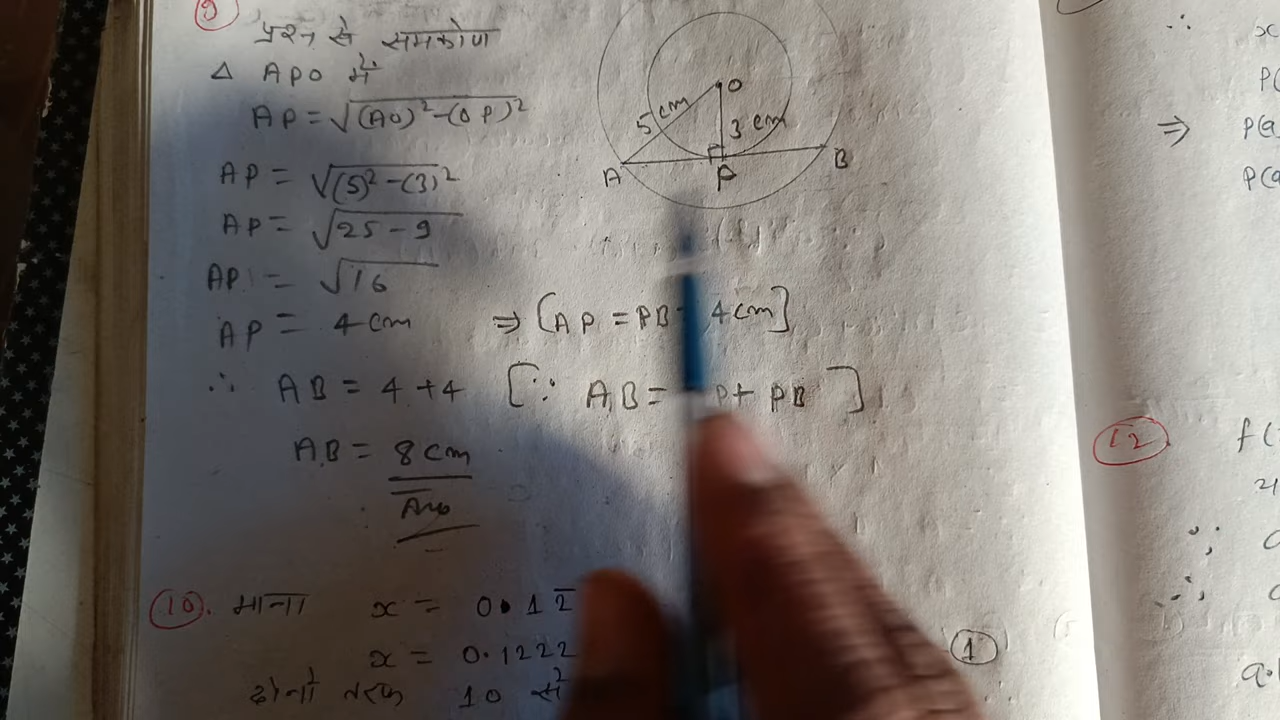 9
प्रश्न से समकोण
Δ APO में
AP = √(AO)² - (OP)²
AP = √(5)² - (3)²
AP = √25 - 9
AP = √16
AP = 4 cm ⇒ [AP = PB 4 cm]
∴ AB = 4 + 4 [∵ AB = P + PB]
AB = 8 cm
Ans
O
5 cm
3 cm
A
P
B
10. माना x = 0.12̅
x = 0.1222
दोनों तरफ 10 से
1
∴ x
P(
⇒ P(a
P(a
12 f(
∵
∴